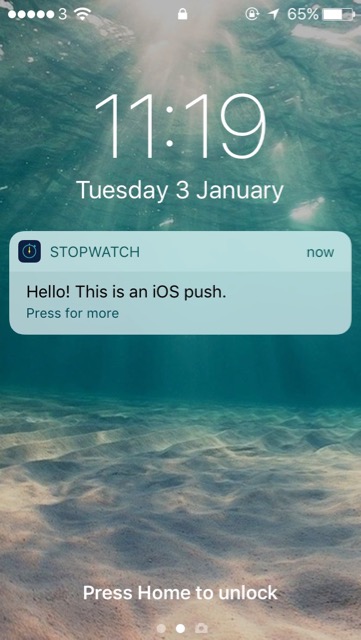 3 65%
11:19
Tuesday 3 January
STOPWATCH now
Hello! This is an iOS push.
Press for more
Press Home to unlock